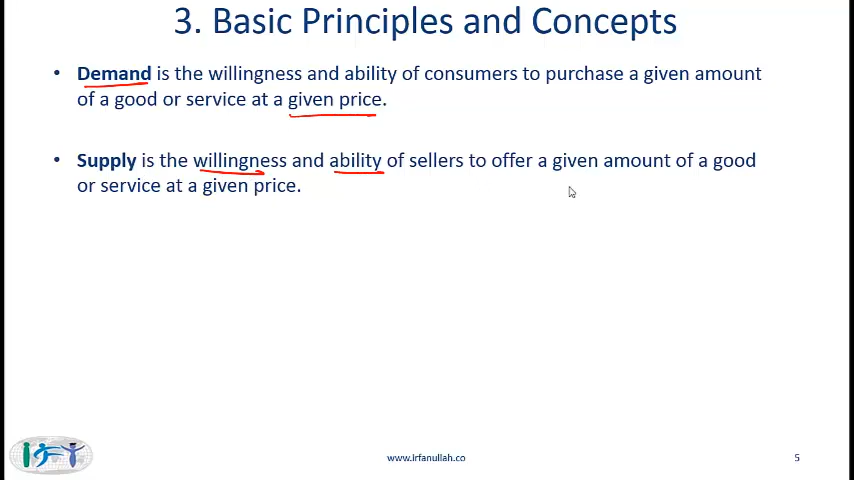 3. Basic Principles and Concepts
• Demand is the willingness and ability of consumers to purchase a given amount
of a good or service at a given price.
• Supply is the willingness and ability of sellers to offer a given amount of a good
or service at a given price.
IFT
www.irfanullah.co
5